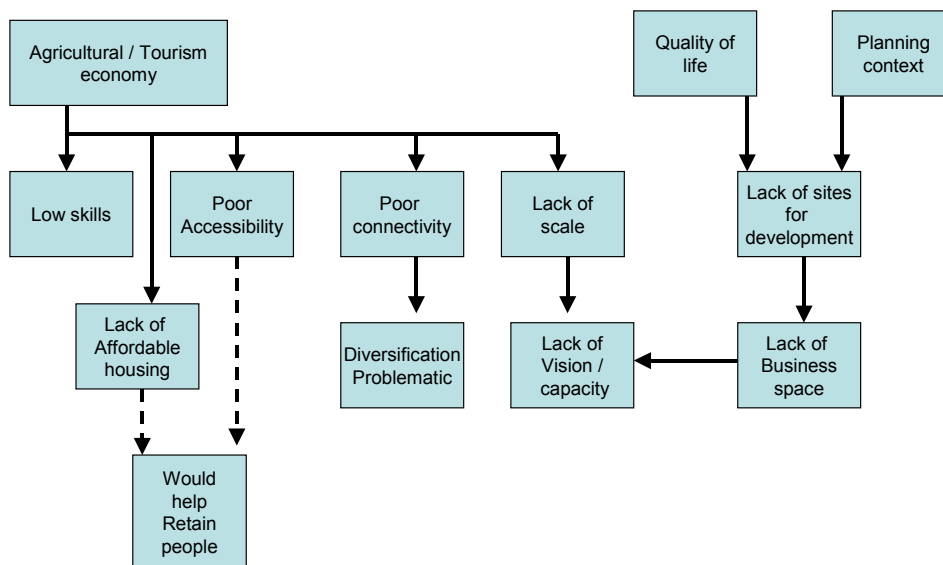 Agricultural / Tourism
economy
Quality of
life
Planning
context
Low skills
Poor
Accessibility
Poor
connectivity
Lack of
scale
Lack of sites
for
development
Lack of
Affordable
housing
Diversification
Problematic
Lack of
Vision /
capacity
Lack of
Business
space
Would
help
Retain
people